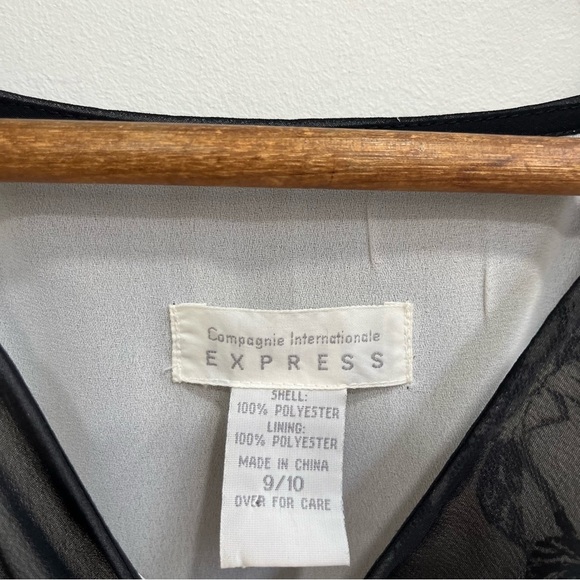 Compagnie Internationale
EXPRESS
SHELL:
100% POLYESTER
LINING:
100% POLYESTER
MADE IN CHINA
9/10
OVER FOR CARE